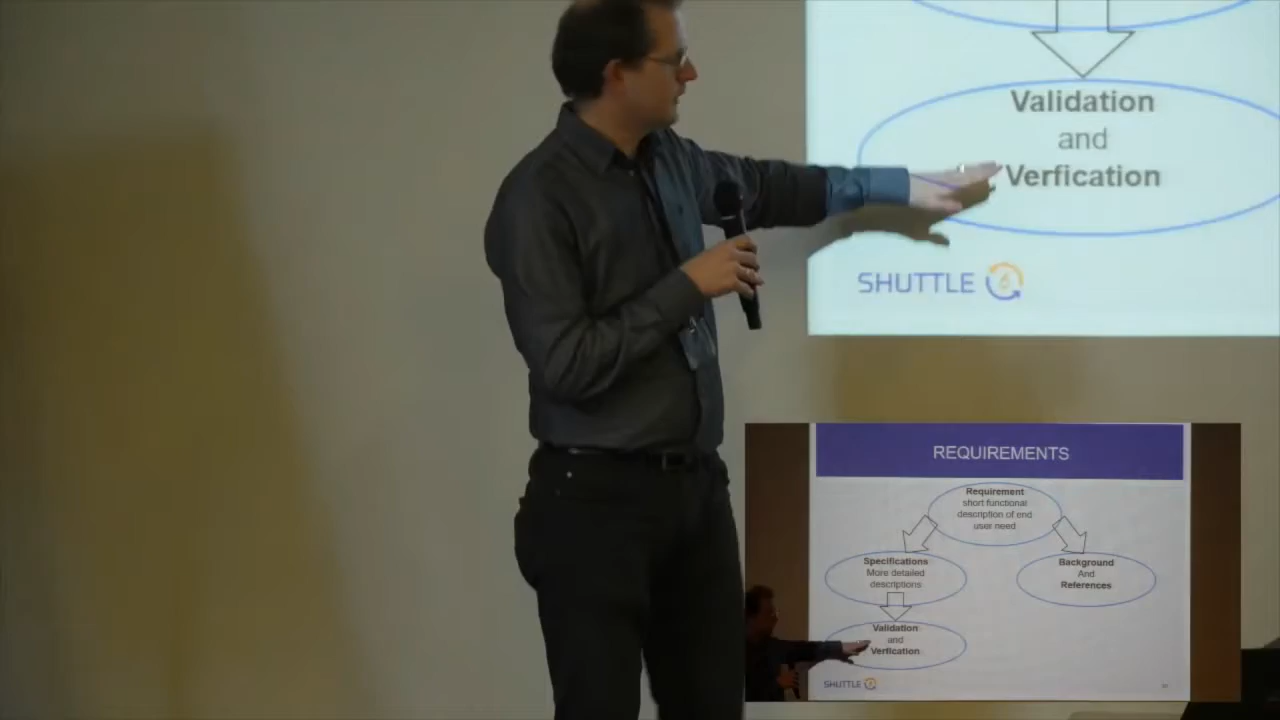 Validation
and
Verfication
SHUTTLE
REQUIREMENTS
Requirement
short functional
description of end
user need
Specifications
More detailed
descriptions
Background
And
References
Validation
and
Verfication
SHUTTLE